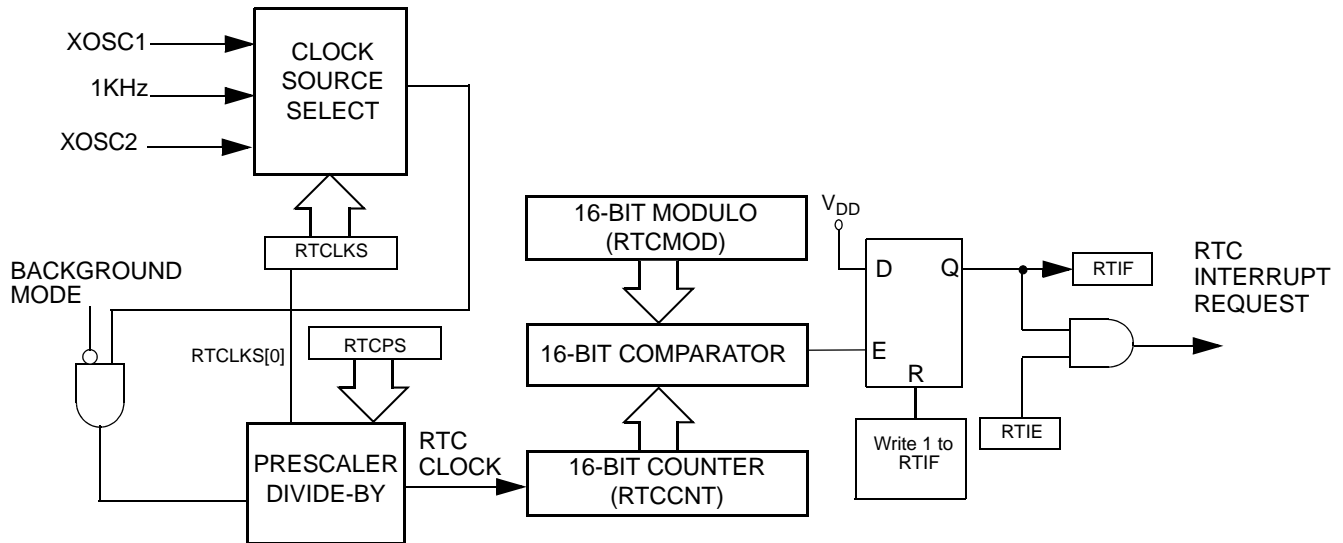 XOSC1
1KHz
XOSC2
CLOCK
SOURCE
SELECT
RTCLKS
BACKGROUND
MODE
RTCLKS[0]
RTCPS
PRESCALER
DIVIDE-BY
RTC
CLOCK
16-BIT MODULO
(RTCMOD)
16-BIT COMPARATOR
16-BIT COUNTER
(RTCCNT)
VDD
D
Q
E
R
Write 1 to
RTIF
RTIF
RTIE
RTC
INTERRUPT
REQUEST